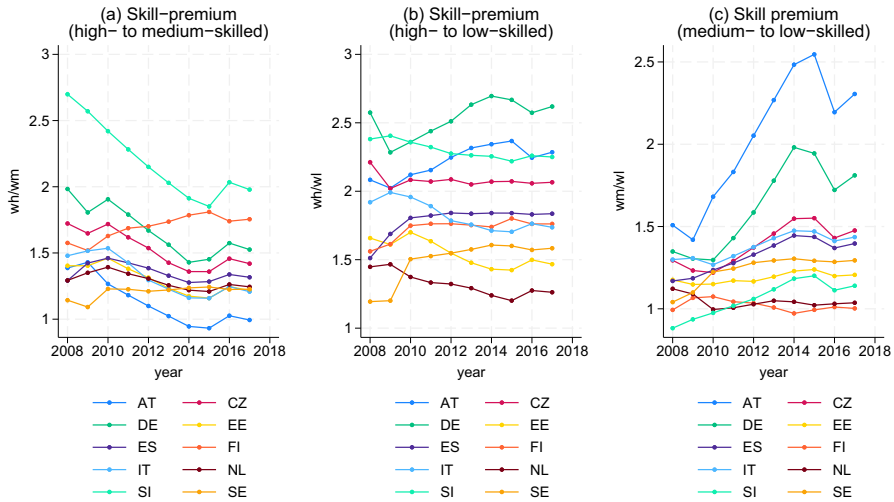 (a) Skill−premium
(high− to medium−skilled)
3
2.5
2
1.5
1
wh/wm
2008 2010 2012 2014 2016 2018
year
AT CZ
DE EE
ES FI
IT NL
SI SE
(b) Skill−premium
(high− to low−skilled)
3
2.5
2
1.5
1
wh/wl
2008 2010 2012 2014 2016 2018
year
AT CZ
DE EE
ES FI
IT NL
SI SE
(c) Skill premium
(medium− to low−skilled)
2.5
2
1.5
1
wm/wl
2008 2010 2012 2014 2016 2018
year
AT CZ
DE EE
ES FI
IT NL
SI SE